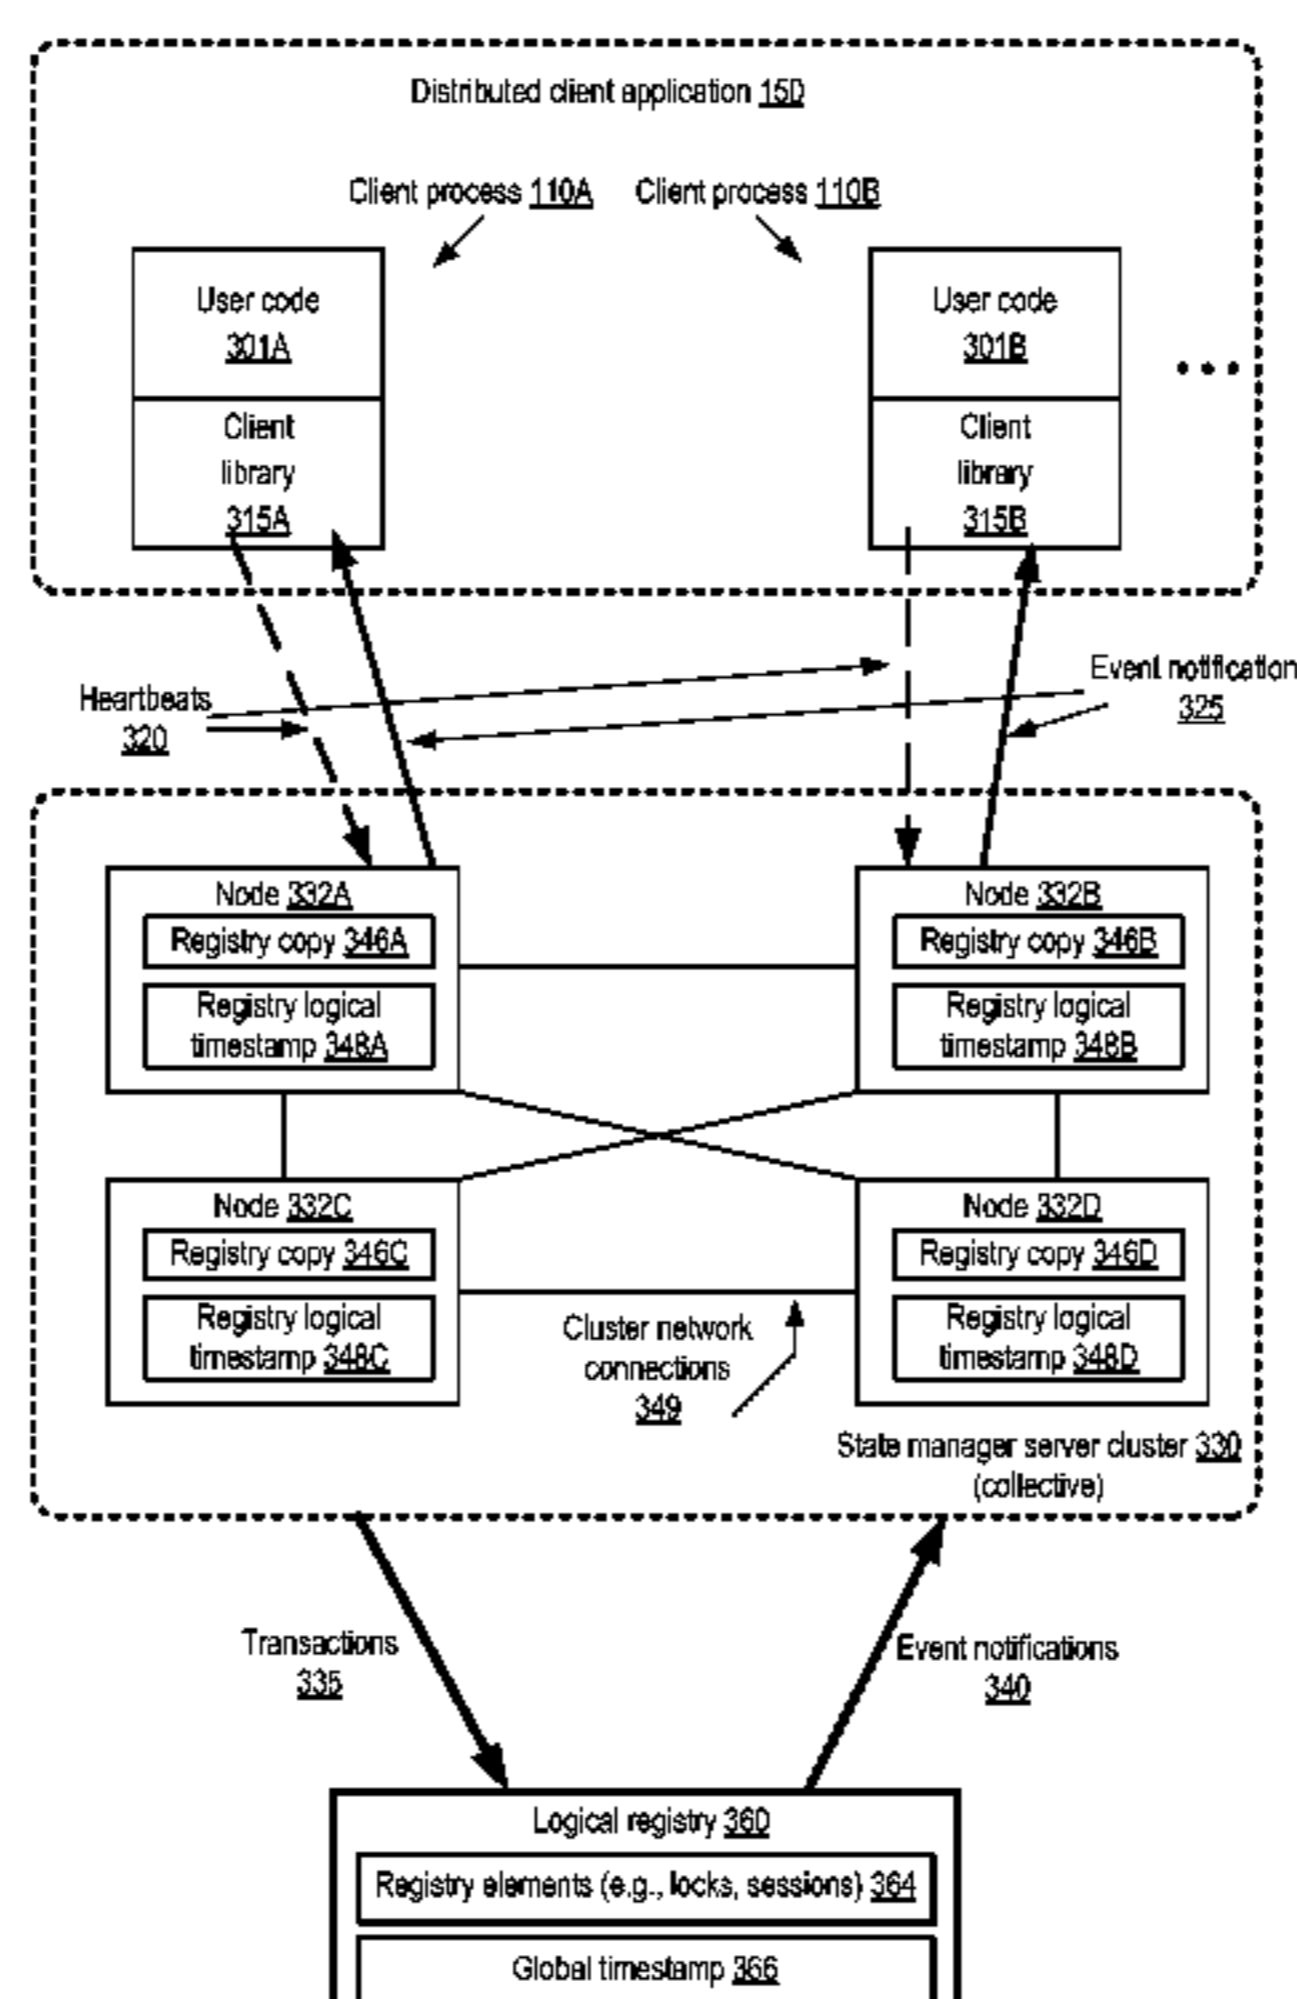 Distributed client application 150
Client process 110A
Client process 110B
User code
301A
Client
library
315A
User code
301B
Client
library
315B
...
Heartbeats
320
Event notification
325
Node 332A
Registry copy 346A
Registry logical
timestamp 348A
Node 332B
Registry copy 346B
Registry logical
timestamp 348B
Node 332C
Registry copy 346C
Registry logical
timestamp 348C
Node 332D
Registry copy 346D
Registry logical
timestamp 348D
Cluster network
connections
349
State manager server cluster 330
(collective)
Transactions
335
Event notifications
340
Logical registry 360
Registry elements (e.g., locks, sessions) 364
Global timestamp 366